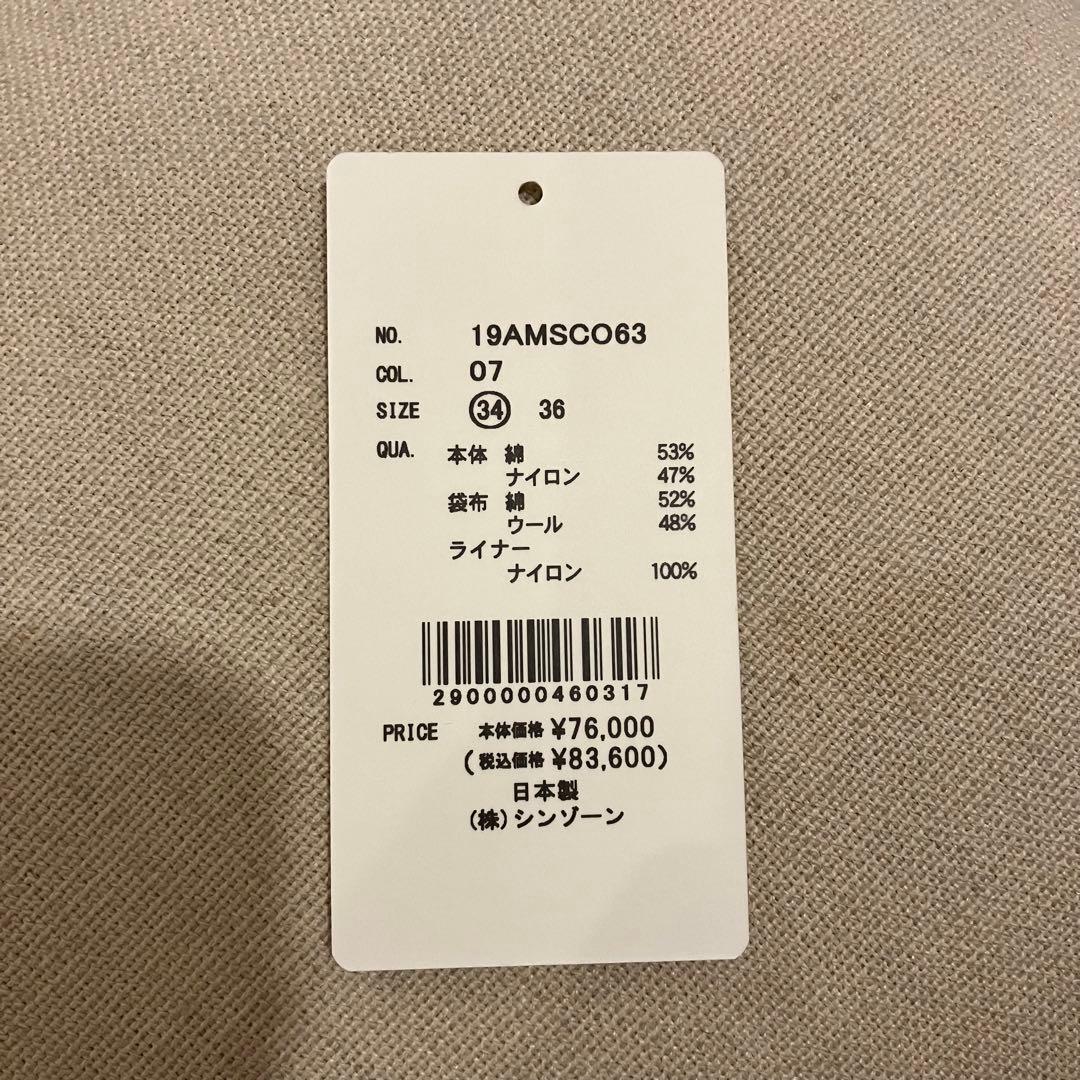 NO. 19AMSCO63
COL. 07
SIZE 34 36
QUA. 本体 綿 53%
ナイロン 47%
袋布 綿 52%
ウール 48%
ライナー
ナイロン 100%
2900000460317
PRICE 本体価格 ¥76,000
(税込価格 ¥83,600)
日本製
(株)シンゾーン